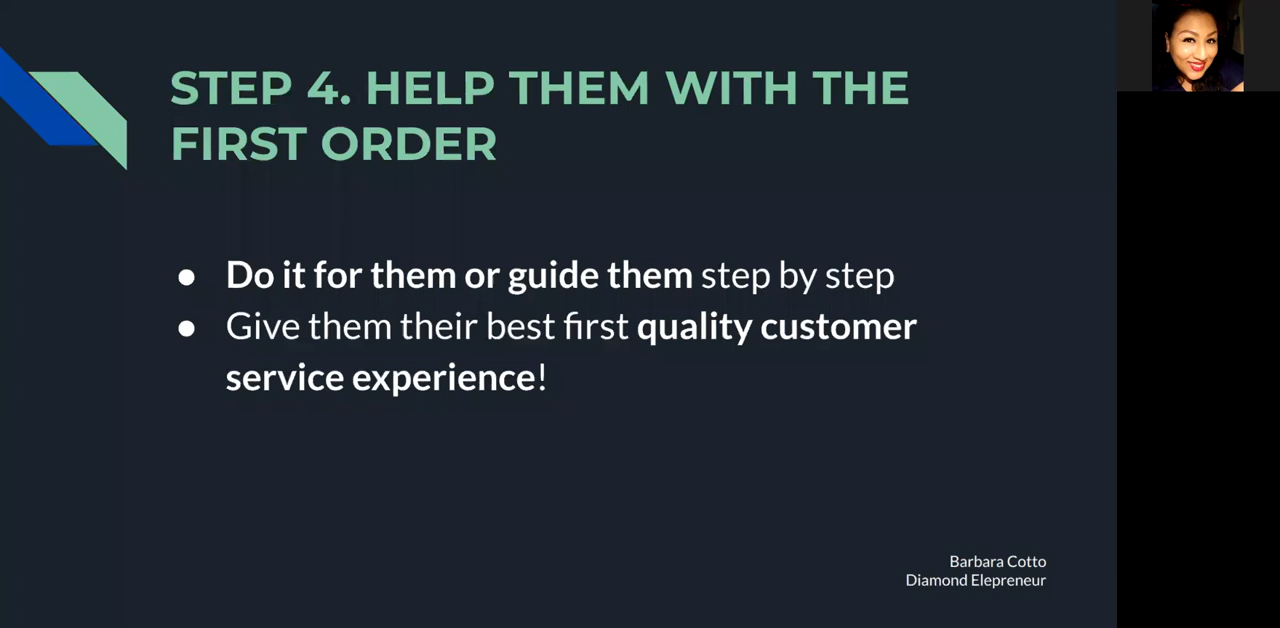 STEP 4. HELP THEM WITH THE
FIRST ORDER
● Do it for them or guide them step by step
● Give them their best first quality customer
service experience!
Barbara Cotto
Diamond Elepreneur